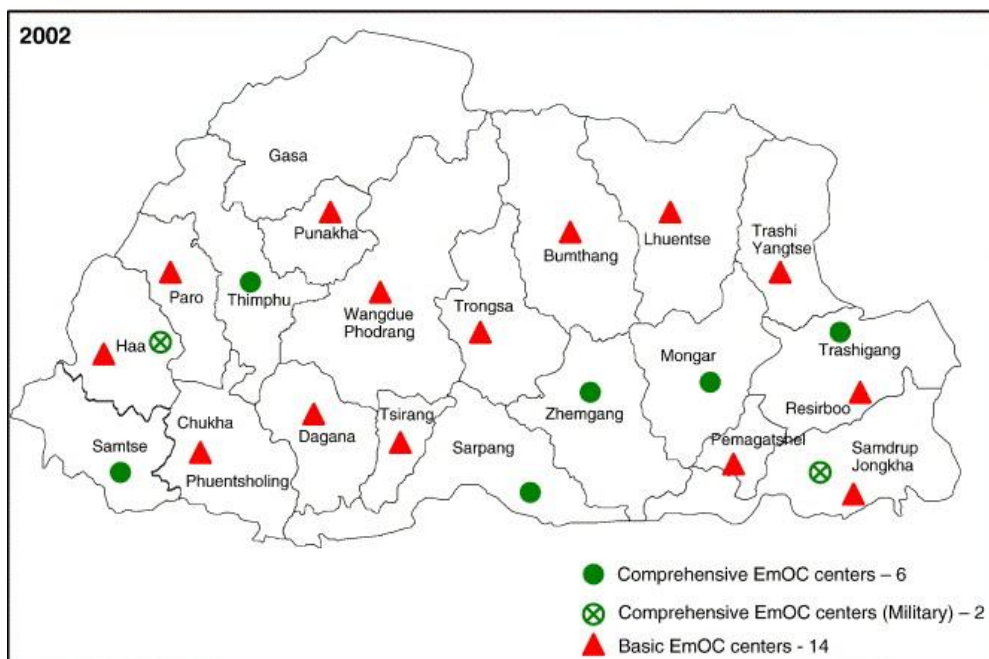 2002
Gasa
Punakha
Bumthang
Lhuentse
Trashi
Yangtse
Paro
Thimphu
Wangdue
Phodrang
Trongsa
Haa
Mongar
Trashigang
Zhemgang
Resirboo
Chukha
Dagana
Tsirang
Sarpang
Samtse
Pemagatshel
Samdrup
Jongkha
Phuentsholing
Comprehensive EmOC centers – 6
Comprehensive EmOC centers (Military) – 2
Basic EmOC centers - 14